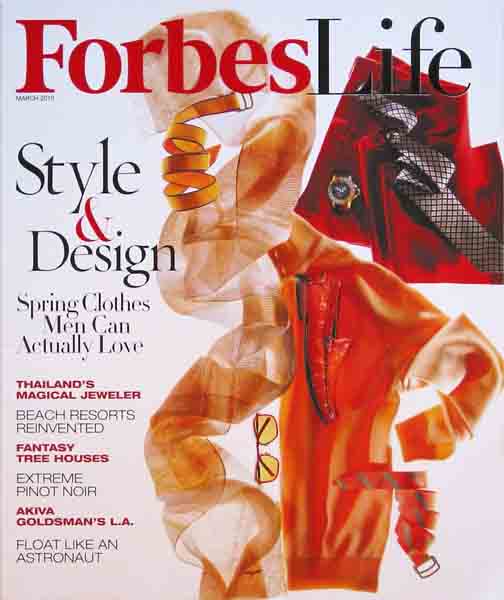 ForbesLife
MARCH 2010
Style
&
Design
Spring Clothes
Men Can
Actually Love
THAILAND'S
MAGICAL JEWELER
BEACH RESORTS
REINVENTED
FANTASY
TREE HOUSES
EXTREME
PINOT NOIR
AKIVA
GOLDSMAN'S L.A.
FLOAT LIKE AN
ASTRONAUT